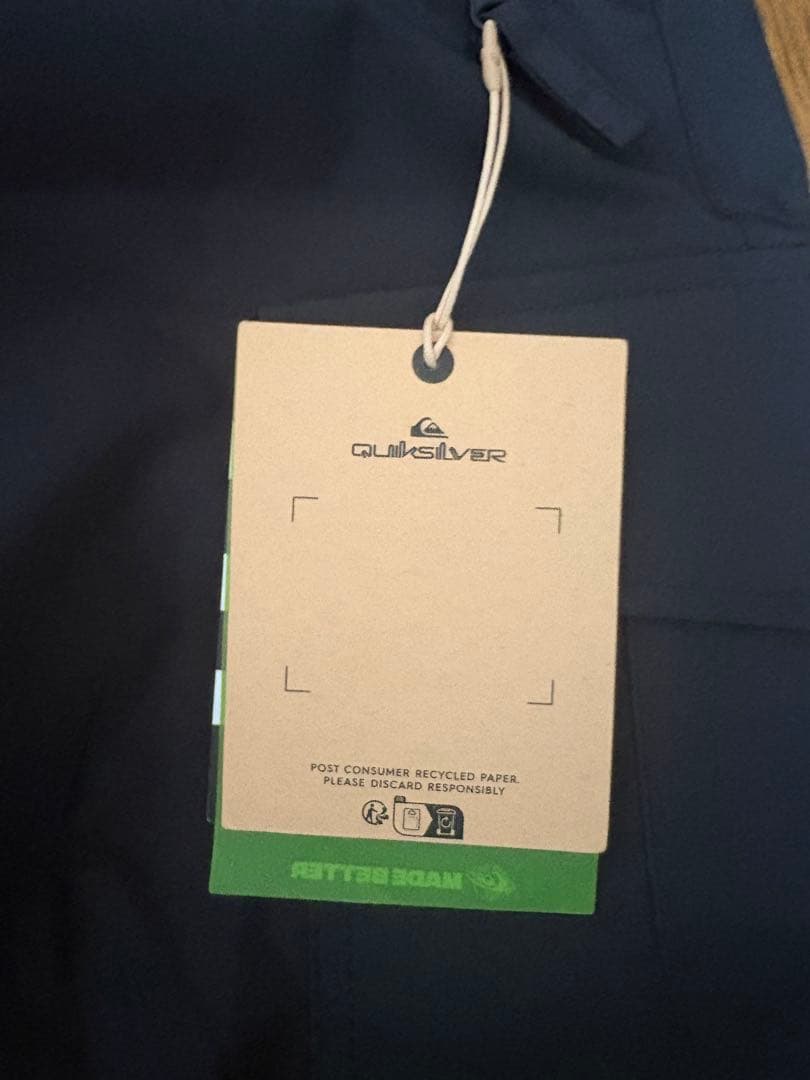 QUIKSILVER
POST CONSUMER RECYCLED PAPER.
PLEASE DISCARD RESPONSIBLY
MADE BETTER